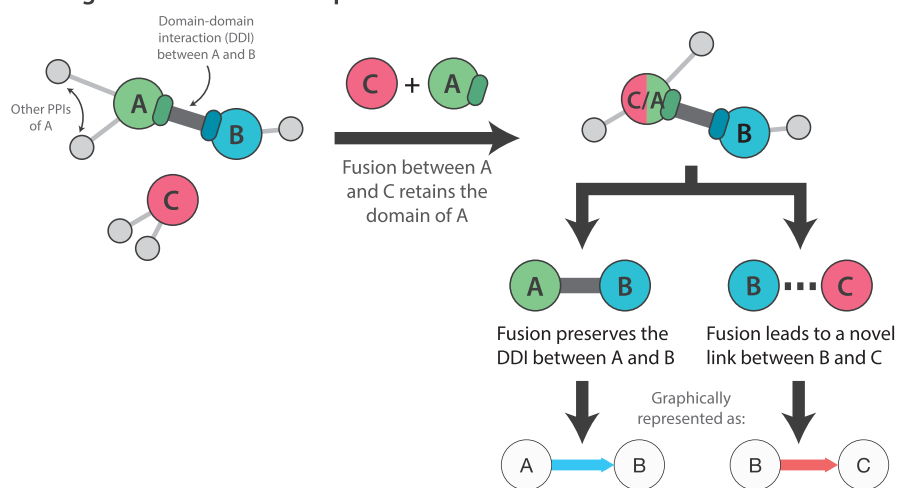 Domain-domain
interaction (DDI)
between A and B
Other PPIs
of A
A
B
C
C + A
Fusion between A
and C retains the
domain of A
C/A
B
A B
B ... C
Fusion preserves the
DDI between A and B
Fusion leads to a novel
link between B and C
Graphically
represented as:
A B
B C